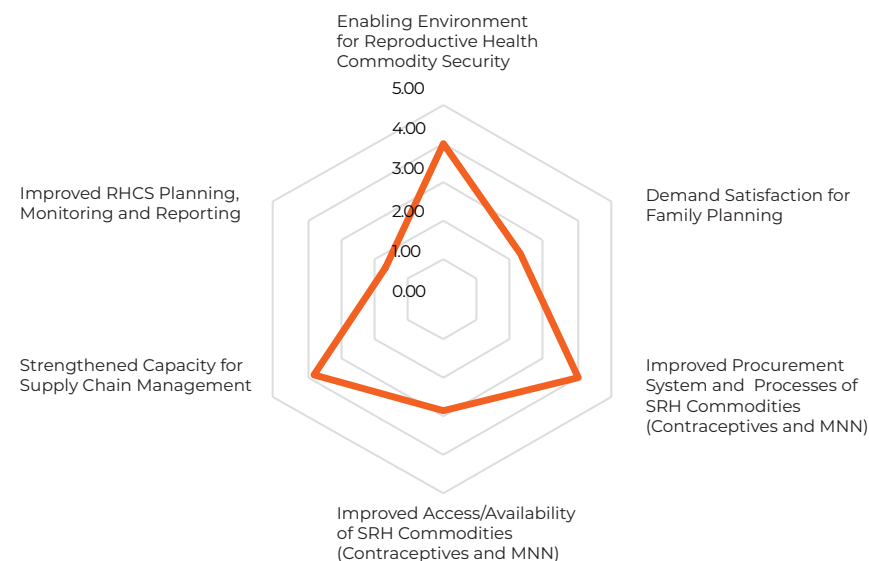 Enabling Environment
for Reproductive Health
Commodity Security
5.00
4.00
3.00
2.00
1.00
0.00
Demand Satisfaction for
Family Planning
Improved Procurement
System and  Processes of
SRH Commodities
(Contraceptives and MNN)
Improved Access/Availability
of SRH Commodities
(Contraceptives and MNN)
Strengthened Capacity for
Supply Chain Management
Improved RHCS Planning,
Monitoring and Reporting